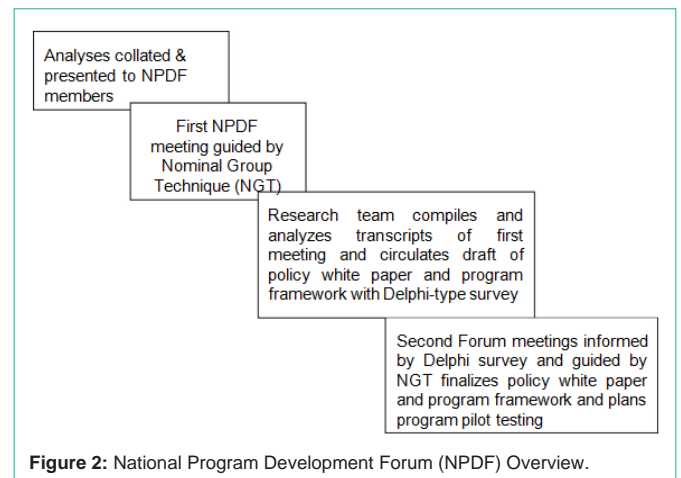 Analyses collated &
presented to NPDF
members
First NPDF
meeting guided by
Nominal Group
Technique (NGT)
Research team compiles and
analyzes transcripts of first
meeting and circulates draft of
policy white paper and program
framework with Delphi-type survey
Second Forum meetings informed
by Delphi survey and guided by
NGT finalizes policy white paper
and program framework and plans
program pilot testing
Figure 2: National Program Development Forum (NPDF) Overview.